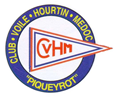 CLUB • VOILE • HOURTIN • MEDOC
CVHM
"PIQUEYROT"